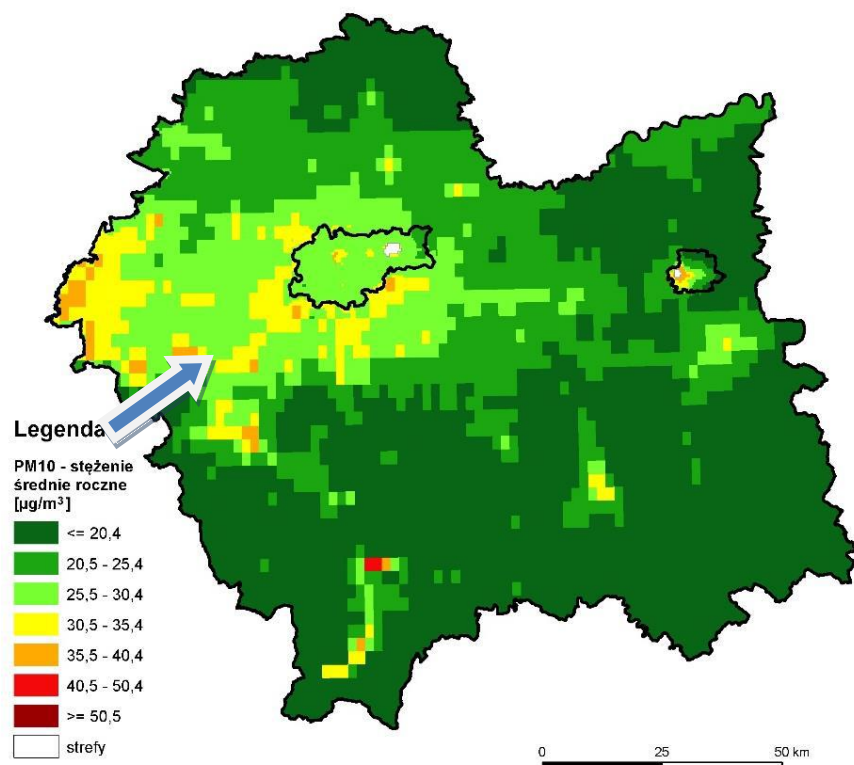 Legenda
PM10 - stężenie
średnie roczne
[µg/m³]
<= 20,4
20,5 - 25,4
25,5 - 30,4
30,5 - 35,4
35,5 - 40,4
40,5 - 50,4
>= 50,5
strefy
0 25 50 km